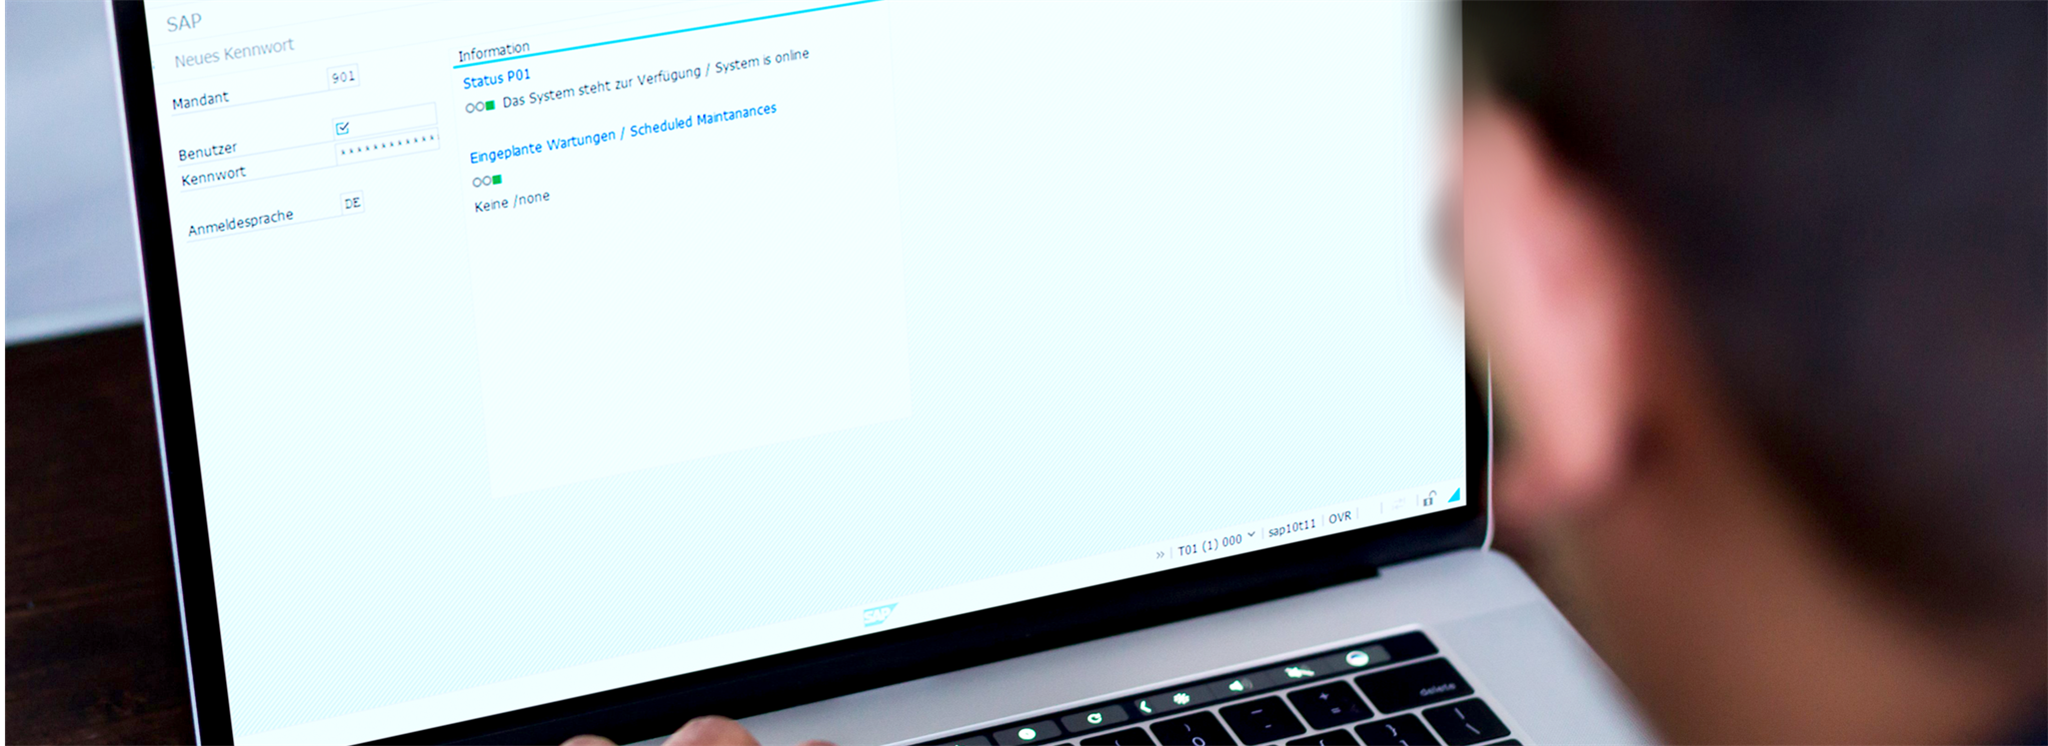 SAP
Neues Kennwort
Mandant 901
Benutzer
Kennwort ************
Anmeldesprache DE
Information
Status P01
Das System steht zur Verfügung / System is online
Eingeplante Wartungen / Scheduled Maintanances
Keine /none
» T01 (1) 000 sap10t11 OVR
SAP
delete